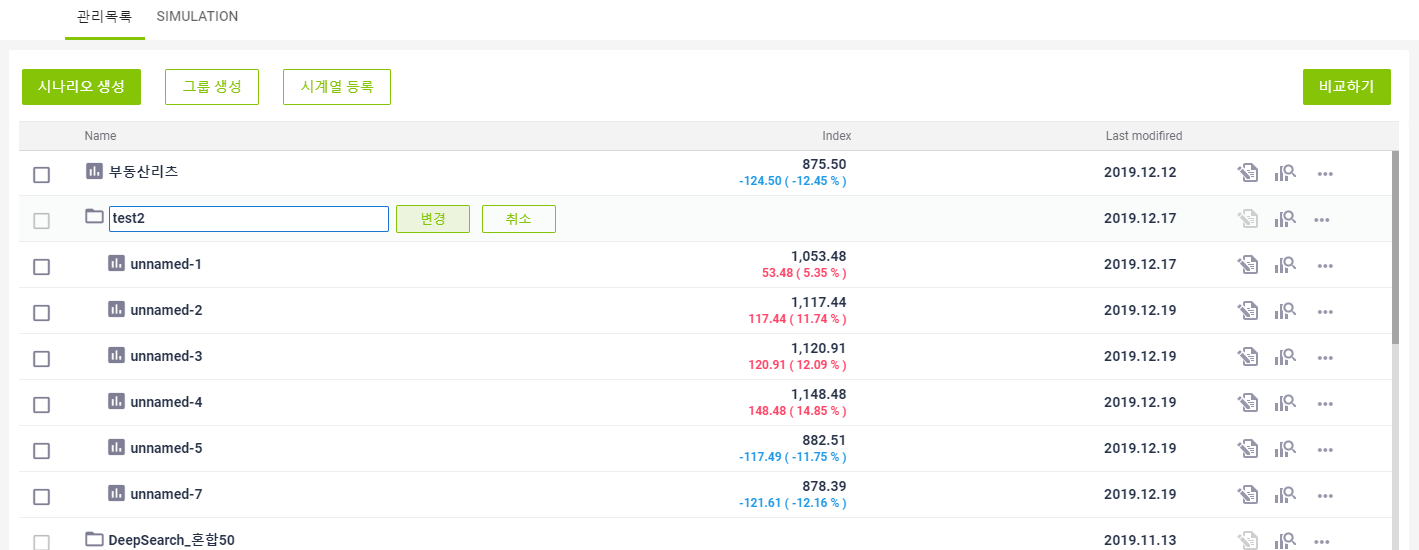 관리목록 SIMULATION
시나리오 생성 그룹 생성 시계열 등록 비교하기
Name Index Last modifired
부동산리츠 875.50 2019.12.12
-124.50 ( -12.45 % )
test2 변경 취소 2019.12.17
unnamed-1 1,053.48 2019.12.17
53.48 ( 5.35 % )
unnamed-2 1,117.44 2019.12.19
117.44 ( 11.74 % )
unnamed-3 1,120.91 2019.12.19
120.91 ( 12.09 % )
unnamed-4 1,148.48 2019.12.19
148.48 ( 14.85 % )
unnamed-5 882.51 2019.12.19
-117.49 ( -11.75 % )
unnamed-7 878.39 2019.12.19
-121.61 ( -12.16 % )
DeepSearch_혼합50 2019.11.13